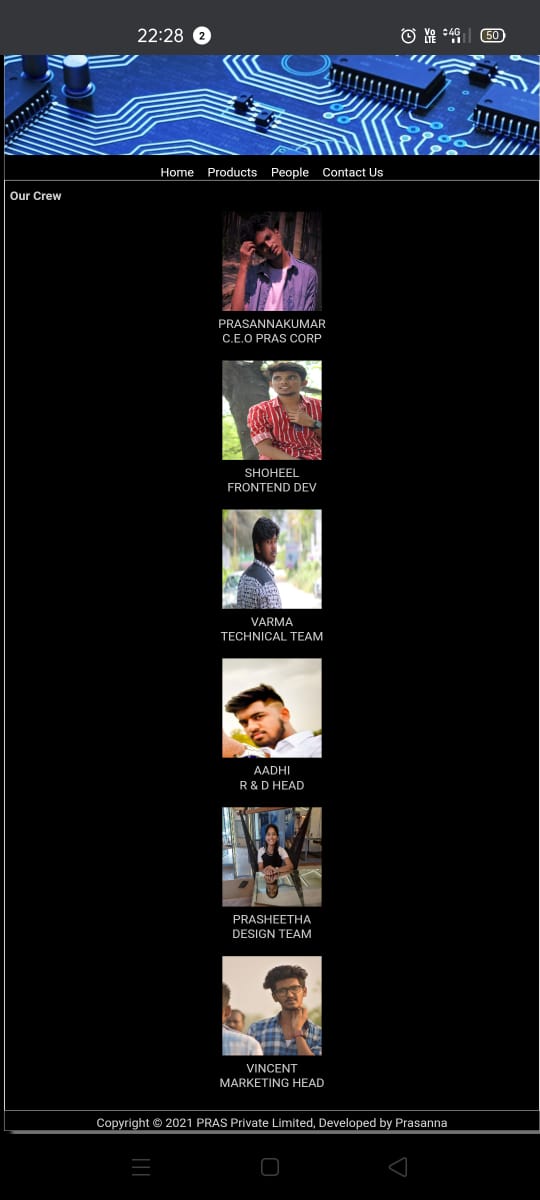 22:28 2 Vo LTE 4G 50
Home Products People Contact Us
Our Crew
PRASANNAKUMAR
C.E.O PRAS CORP
SHOHEEL
FRONTEND DEV
VARMA
TECHNICAL TEAM
AADHI
R & D HEAD
PRASHEETHA
DESIGN TEAM
VINCENT
MARKETING HEAD
Copyright © 2021 PRAS Private Limited, Developed by Prasanna